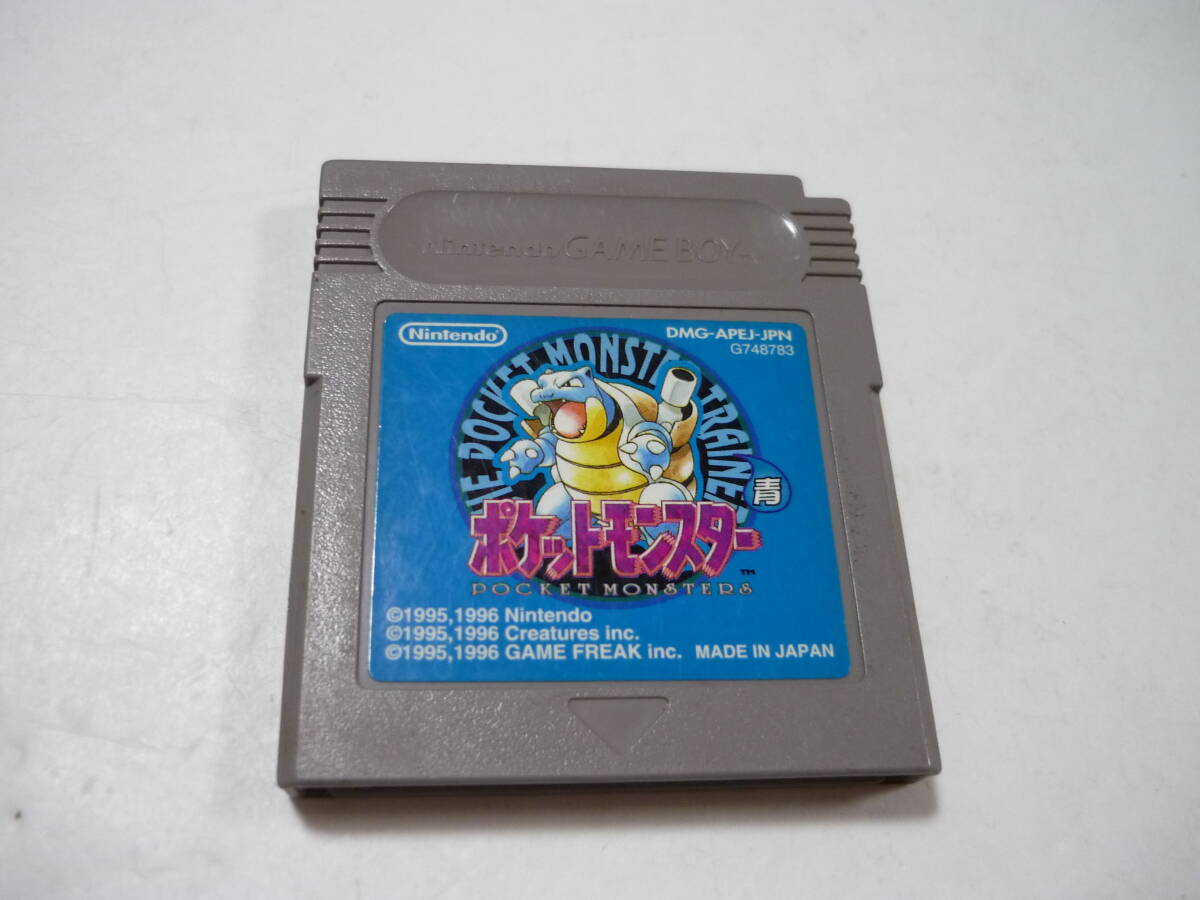 Nintendo GAME BOY
Nintendo
DMG-APEJ-JPN
G748783
POCKET MONSTER TRAINER
青
ポケットモンスター
™
POCKET MONSTERS
©1995,1996 Nintendo
©1995,1996 Creatures inc.
©1995,1996 GAME FREAK inc. MADE IN JAPAN